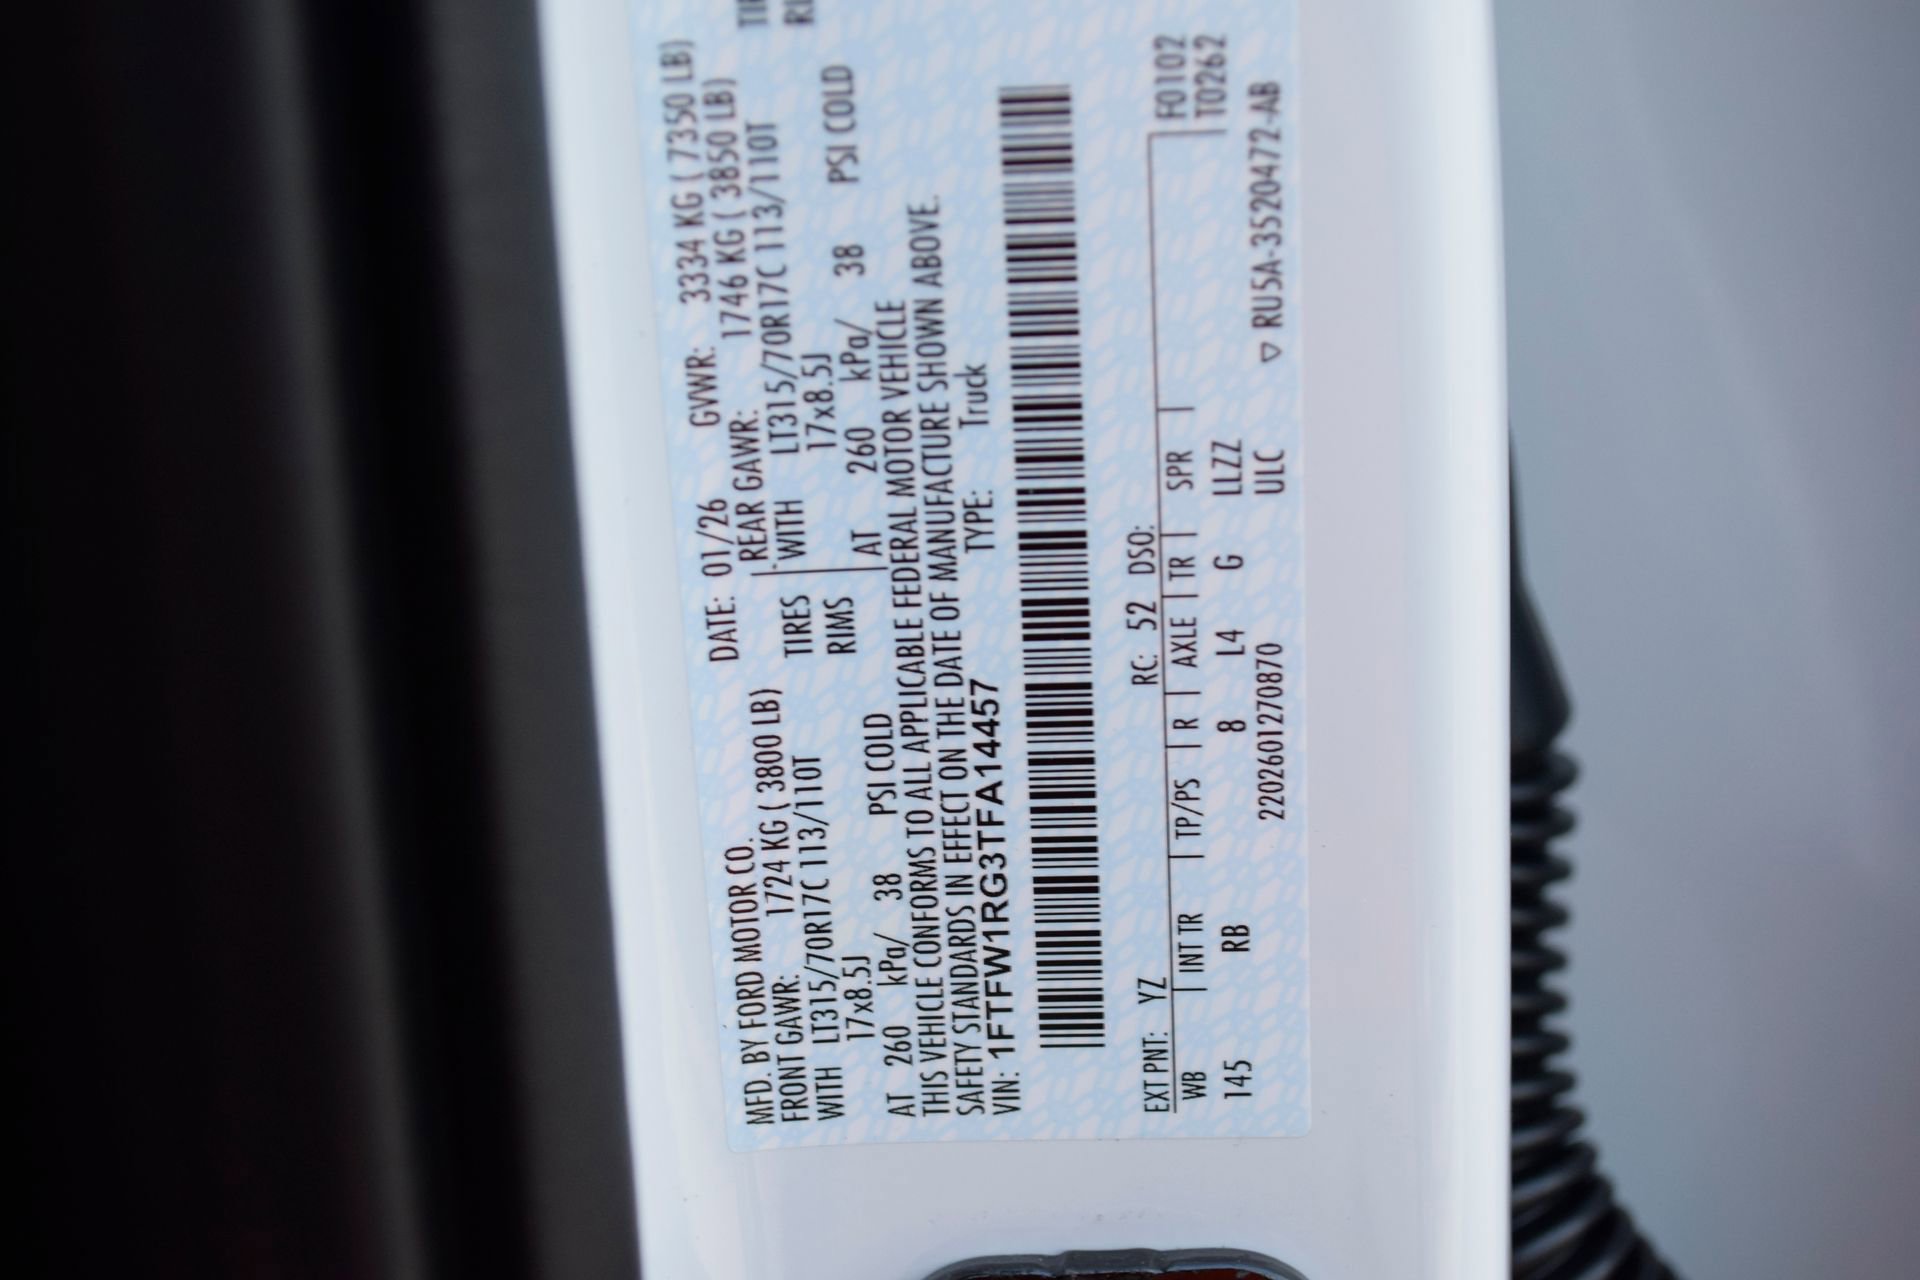 MFD. BY FORD MOTOR CO.
DATE: 01/26 GVWR: 3334 KG ( 7350 LB)
FRONT GAWR: 1724 KG ( 3800 LB) REAR GAWR: 1746 KG ( 3850 LB)
WITH LT315/70R17C 113/110T TIRES WITH LT315/70R17C 113/110T
17x8.5J RIMS 17x8.5J
AT 260 kPa/ 38 PSI COLD AT 260 kPa/ 38 PSI COLD
THIS VEHICLE CONFORMS TO ALL APPLICABLE FEDERAL MOTOR VEHICLE
SAFETY STANDARDS IN EFFECT ON THE DATE OF MANUFACTURE SHOWN ABOVE.
VIN: 1FTFW1RG3TFA14457 TYPE: Truck
EXT PNT: YZ RC: 52 DSO: F0102
WB INT TR TP/PS R AXLE TR SPR T0262
145 RB 8 L4 G LLZZ
2202601270870 ULC ▽ RU5A-3520472-AB